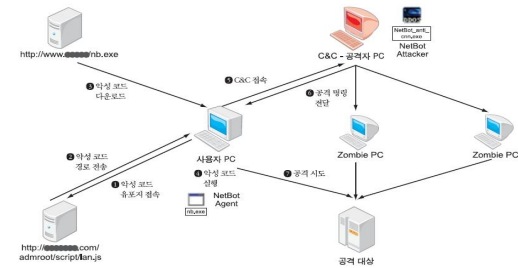 NetBot_anti_
cnn.exe
NetBot
Attacker
C&C - 공격자 PC
http://www. /nb.exe
❺ C&C 접속
❻ 공격 명령
전달
❸ 악성 코드
다운로드
사용자 PC
Zombie PC
Zombie PC
❷ 악성 코드
경로 전송
❶ 악성 코드
유포지 접속
❹ 악성 코드
실행
❼ 공격 시도
NetBot
Agent
nb.exe
http:// .com/
admroot/script/lan.js
공격 대상